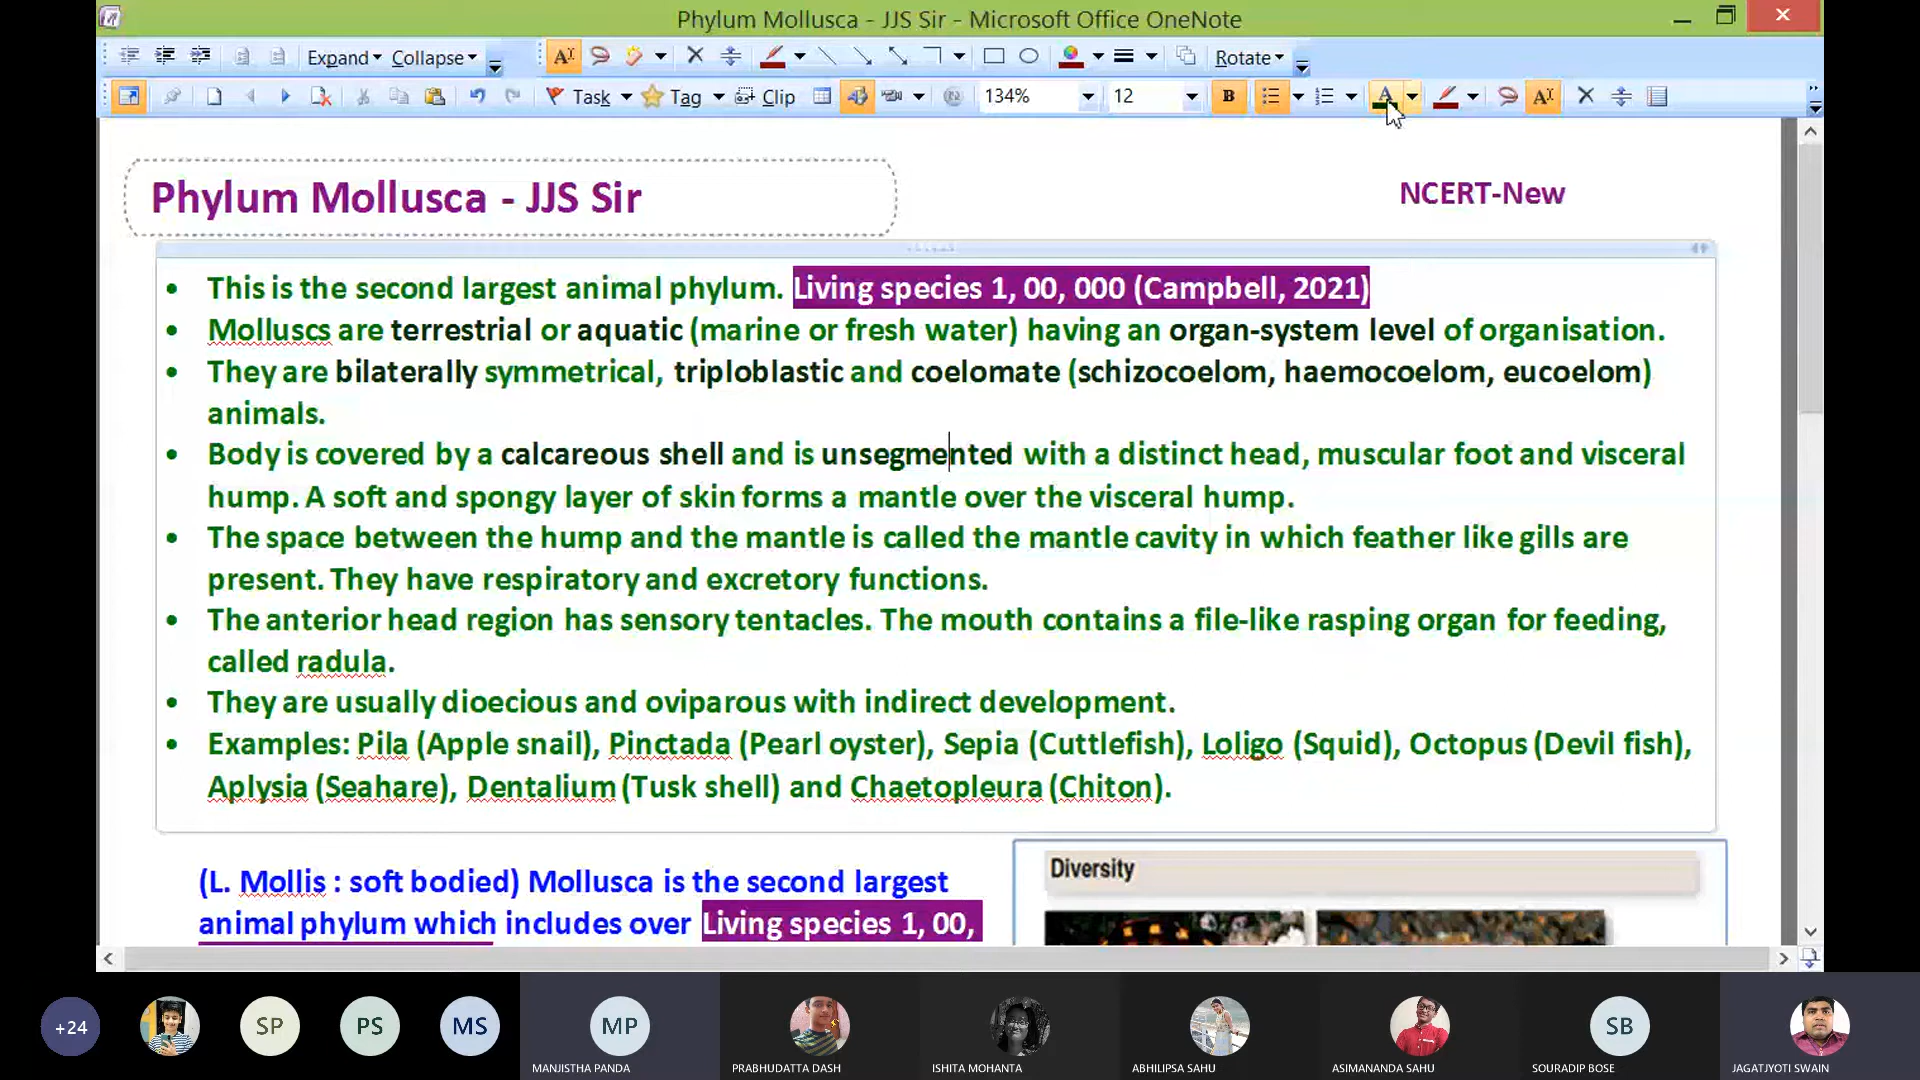 Phylum Mollusca - JJS Sir - Microsoft Office OneNote
Expand Collapse Rotate
Task Tag Clip 134% 12 B A
Phylum Mollusca - JJS Sir
NCERT-New
• This is the second largest animal phylum. Living species 1, 00, 000 (Campbell, 2021)
• Molluscs are terrestrial or aquatic (marine or fresh water) having an organ-system level of organisation.
• They are bilaterally symmetrical, triploblastic and coelomate (schizocoelom, haemocoelom, eucoelom)
animals.
• Body is covered by a calcareous shell and is unsegmented with a distinct head, muscular foot and visceral
hump. A soft and spongy layer of skin forms a mantle over the visceral hump.
• The space between the hump and the mantle is called the mantle cavity in which feather like gills are
present. They have respiratory and excretory functions.
• The anterior head region has sensory tentacles. The mouth contains a file-like rasping organ for feeding,
called radula.
• They are usually dioecious and oviparous with indirect development.
• Examples: Pila (Apple snail), Pinctada (Pearl oyster), Sepia (Cuttlefish), Loligo (Squid), Octopus (Devil fish),
Aplysia (Seahare), Dentalium (Tusk shell) and Chaetopleura (Chiton).
(L. Mollis : soft bodied) Mollusca is the second largest
animal phylum which includes over Living species 1, 00,
Diversity
+24 SP PS MS MP SB
MANJISTHA PANDA PRABHUDATTA DASH ISHITA MOHANTA ABHILIPSA SAHU ASIMANANDA SAHU SOURADIP BOSE JAGATJYOTI SWAIN